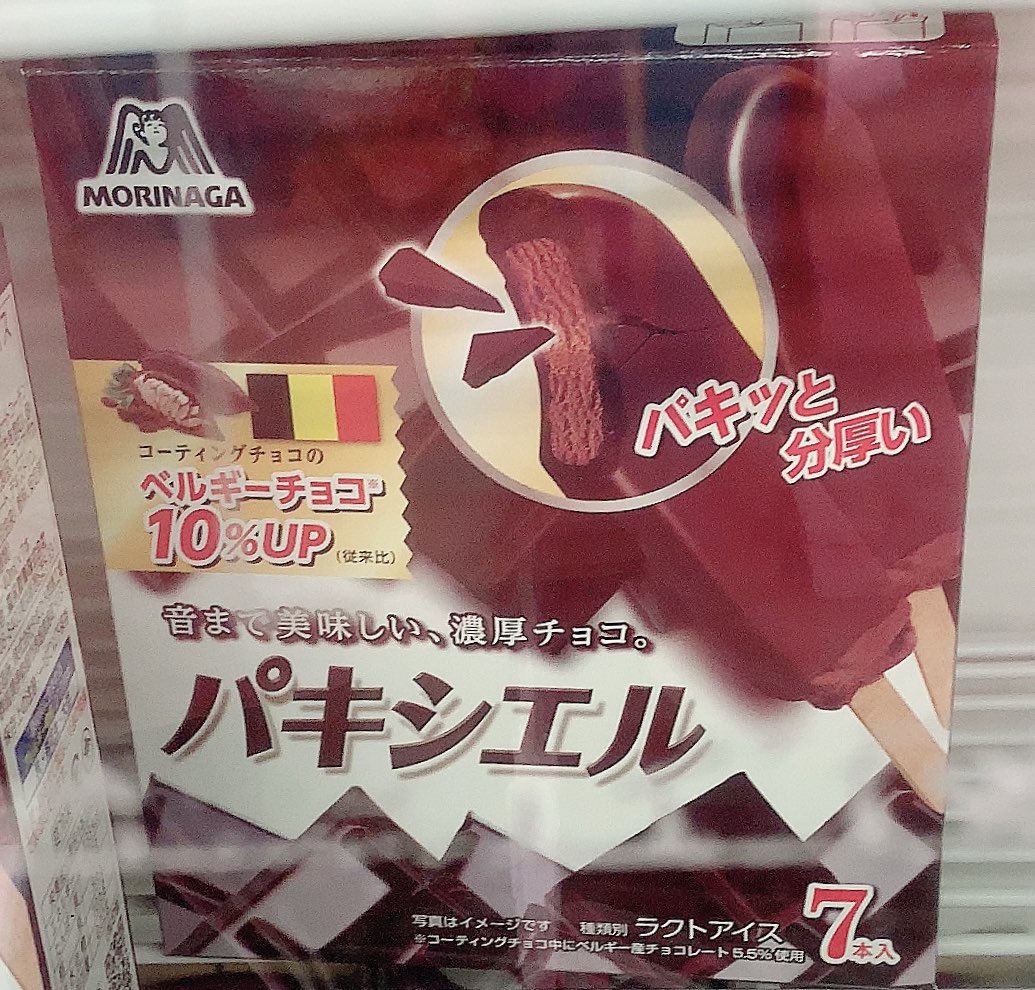 MORINAGA
パキッと
分厚い
コーティングチョコの
ベルギーチョコ※
10%UP(従来比)
音まで美味しい、濃厚チョコ。
パキシエル
写真はイメージです 種類別 ラクトアイス
※コーティングチョコ中にベルギー産チョコレート5.5%使用
7本入